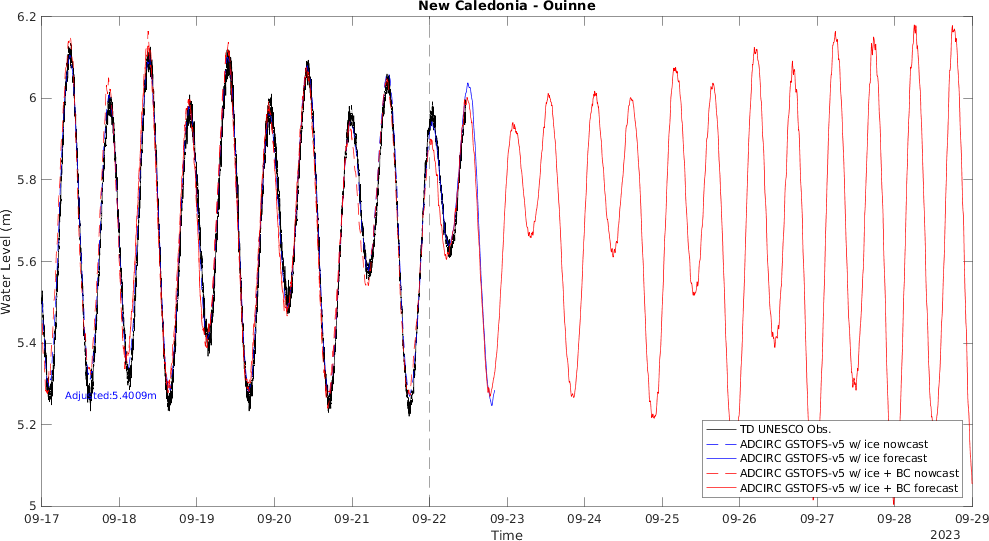 New Caledonia - Ouinne
6.2
6
5.8
5.6
5.4
5.2
5
Water Level (m)
Adjusted:5.4009m
TD UNESCO Obs.
ADCIRC GSTOFS-v5 w/ ice nowcast
ADCIRC GSTOFS-v5 w/ ice forecast
ADCIRC GSTOFS-v5 w/ ice + BC nowcast
ADCIRC GSTOFS-v5 w/ ice + BC forecast
09-17 09-18 09-19 09-20 09-21 09-22 09-23 09-24 09-25 09-26 09-27 09-28 09-29
Time
2023